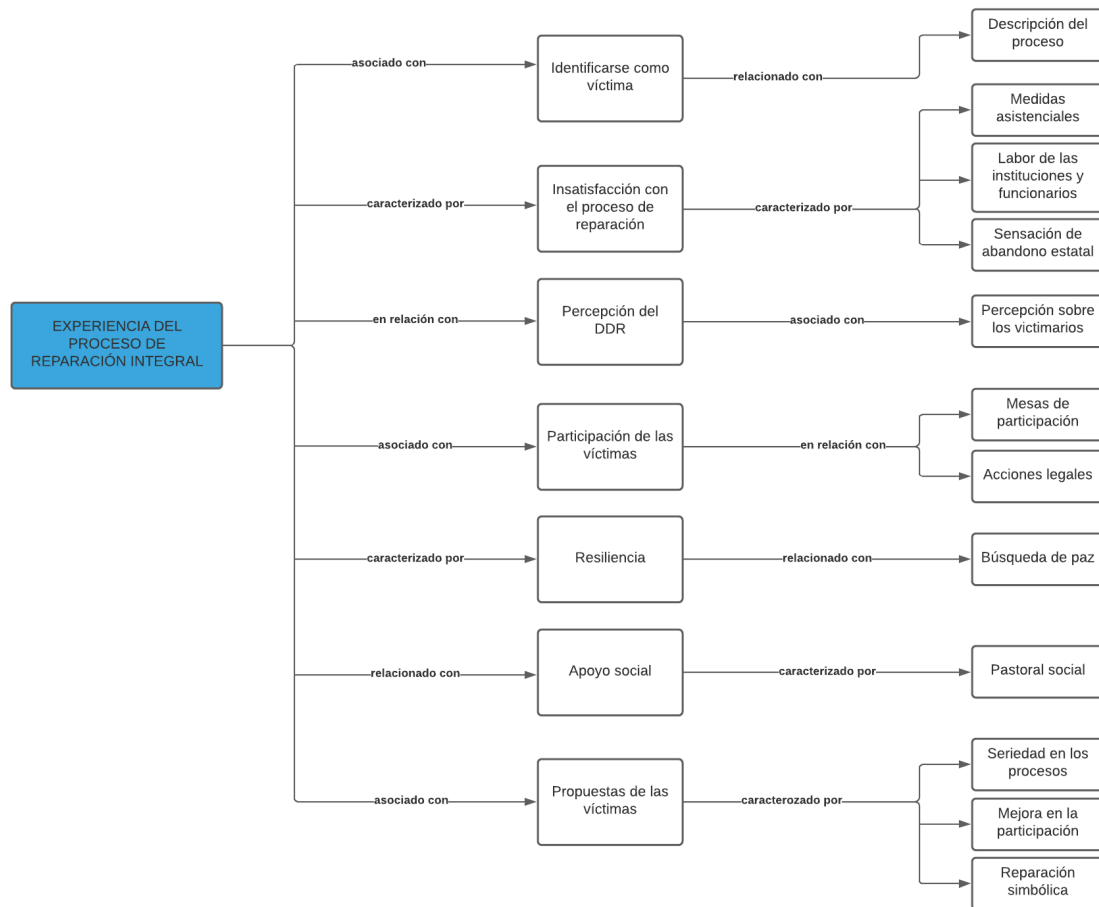 EXPERIENCIA DEL
PROCESO DE
REPARACIÓN INTEGRAL
asociado con
Identificarse como
víctima
relacionado con
Descripción del
proceso
caracterizado por
Insatisfacción con
el proceso de
reparación
caracterizado por
Medidas
asistenciales
Labor de las
instituciones y
funcionarios
Sensación de
abandono estatal
en relación con
Percepción del
DDR
asociado con
Percepción sobre
los victimarios
asociado con
Participación de las
víctimas
en relación con
Mesas de
participación
Acciones legales
caracterizado por
Resiliencia
relacionado con
Búsqueda de paz
relacionado con
Apoyo social
caracterizado por
Pastoral social
asociado con
Propuestas de las
víctimas
caracterozado por
Seriedad en los
procesos
Mejora en la
participación
Reparación
simbólica